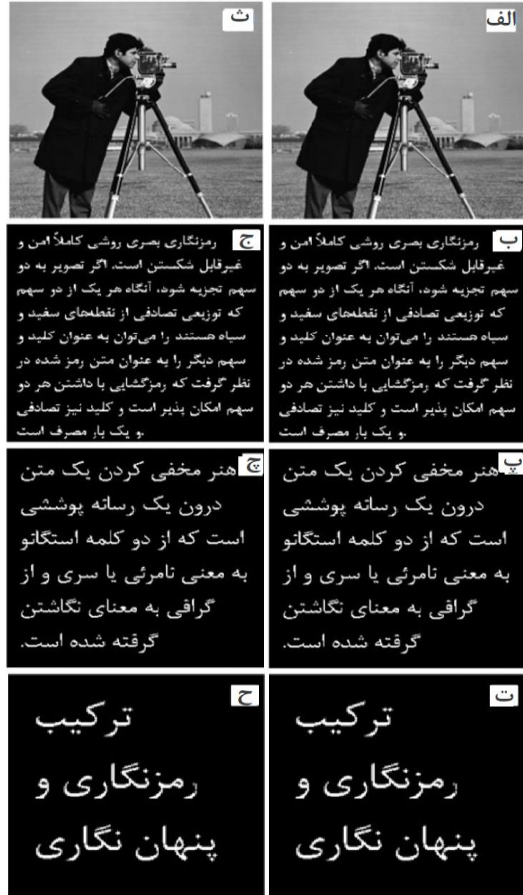 الف
ث
ب
رمزنگاری بصری روشی کاملاً امن و
غیرقابل شکستن است. اگر تصویر به دو
سهم تجزیه شود، آنگاه هر یک از دو سهم
که توزیعی تصادفی از نقطه‌های سفید و
سیاه هستند را می‌توان به عنوان کلید و
سهم دیگر را به عنوان متن رمز شده در
نظر گرفت که رمزگشایی با داشتن هر دو
سهم امکان پذیر است و کلید نیز تصادفی
و یک بار مصرف است.
ج
رمزنگاری بصری روشی کاملاً امن و
غیرقابل شکستن است. اگر تصویر به دو
سهم تجزیه شود، آنگاه هر یک از دو سهم
که توزیعی تصادفی از نقطه‌های سفید و
سیاه هستند را می‌توان به عنوان کلید و
سهم دیگر را به عنوان متن رمز شده در
نظر گرفت که رمزگشایی با داشتن هر دو
سهم امکان پذیر است و کلید نیز تصادفی
و یک بار مصرف است.
پ
هنر مخفی کردن یک متن
درون یک رسانه پوششی
است که از دو کلمه استگانو
به معنی نامرئی یا سری و از
گرافی به معنای نگاشتن
گرفته شده است.
چ
هنر مخفی کردن یک متن
درون یک رسانه پوششی
است که از دو کلمه استگانو
به معنی نامرئی یا سری و از
گرافی به معنای نگاشتن
گرفته شده است.
ت
ترکیب
رمزنگاری و
پنهان نگاری
ح
ترکیب
رمزنگاری و
پنهان نگاری